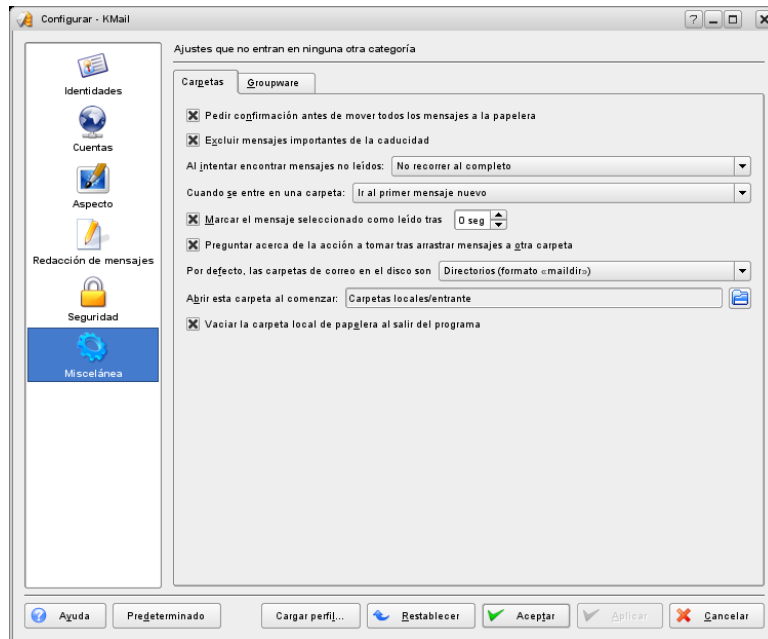 Configurar - KMail
Ajustes que no entran en ninguna otra categoría
Identidades
Cuentas
Aspecto
Redacción de mensajes
Seguridad
Miscelánea
Carpetas
Groupware
Pedir confirmación antes de mover todos los mensajes a la papelera
Excluir mensajes importantes de la caducidad
Al intentar encontrar mensajes no leídos: No recorrer al completo
Cuando se entre en una carpeta: Ir al primer mensaje nuevo
Marcar el mensaje seleccionado como leído tras 0 seg
Preguntar acerca de la acción a tomar tras arrastrar mensajes a otra carpeta
Por defecto, las carpetas de correo en el disco son Directorios (formato «maildir»)
Abrir esta carpeta al comenzar: Carpetas locales/entrante
Vaciar la carpeta local de papelera al salir del programa
Ayuda
Predeterminado
Cargar perfil...
Restablecer
Aceptar
Aplicar
Cancelar